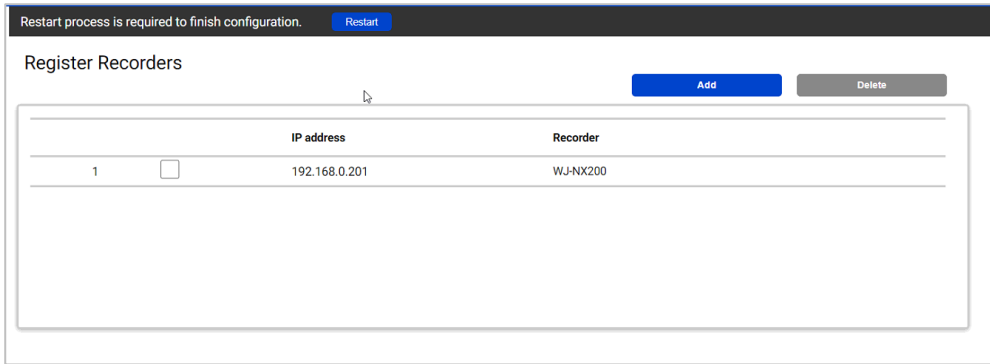 Restart process is required to finish configuration. Restart
Register Recorders
Add Delete
IP address Recorder
1 192.168.0.201 WJ-NX200